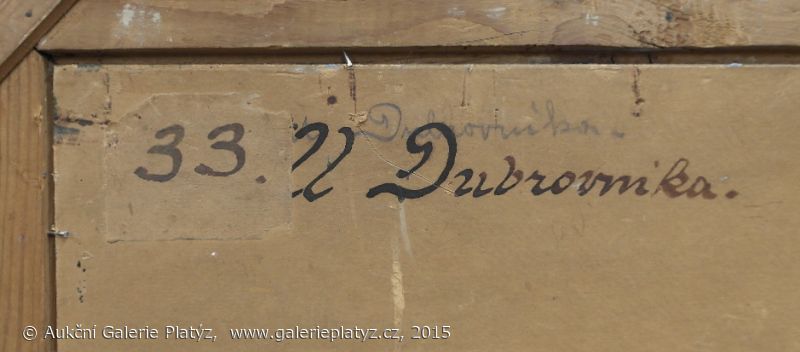 Dubrovnika.
33. U Dubrovnika.
© Aukční Galerie Platýz, www.galerieplatyz.cz, 2015